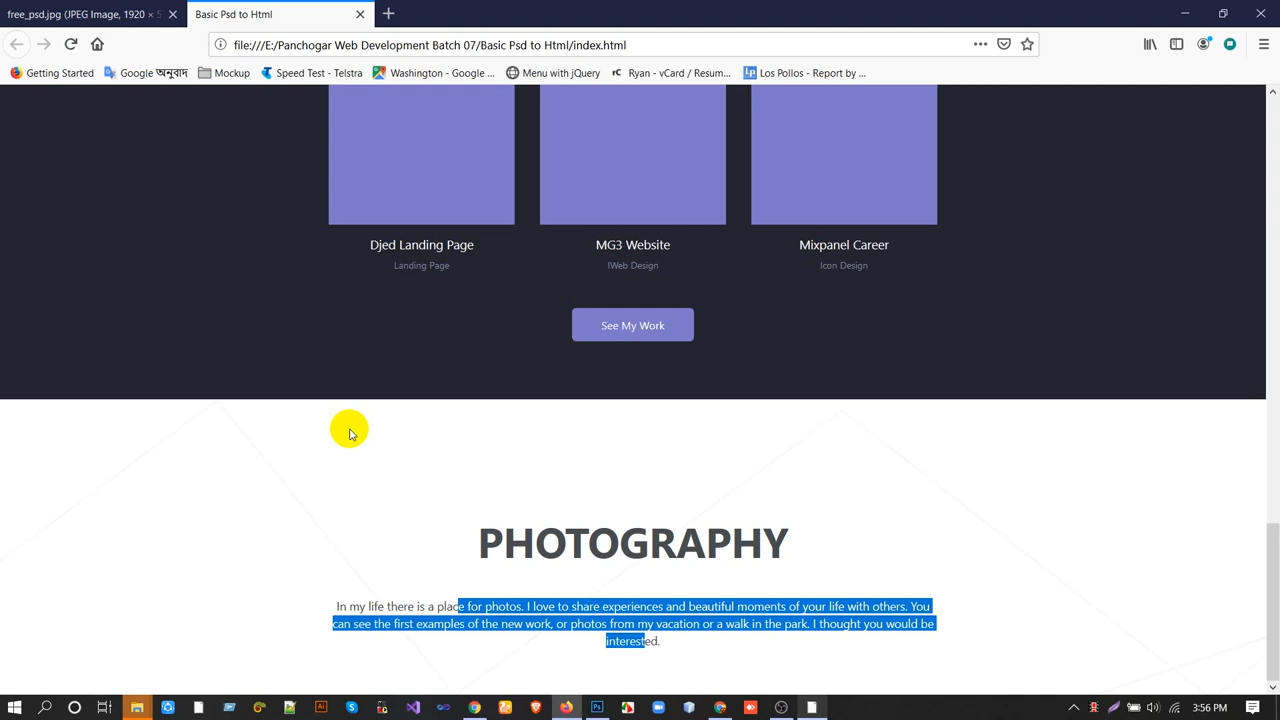 free_psd.jpg (JPEG Image, 1920 × 5
Basic Psd to Html
file:///E:/Panchogar Web Development Batch 07/Basic Psd to Html/index.html
Getting Started
Google অনুবাদ
Mockup
Speed Test - Telstra
Washington - Google ...
Menu with jQuery
rC Ryan - vCard / Resum...
Lp Los Pollos - Report by ...
Djed Landing Page
MG3 Website
Mixpanel Career
Landing Page
IWeb Design
Icon Design
See My Work
PHOTOGRAPHY
In my life there is a place for photos. I love to share experiences and beautiful moments of your life with others. You
can see the first examples of the new work, or photos from my vacation or a walk in the park. I thought you would be
interested.
3:56 PM